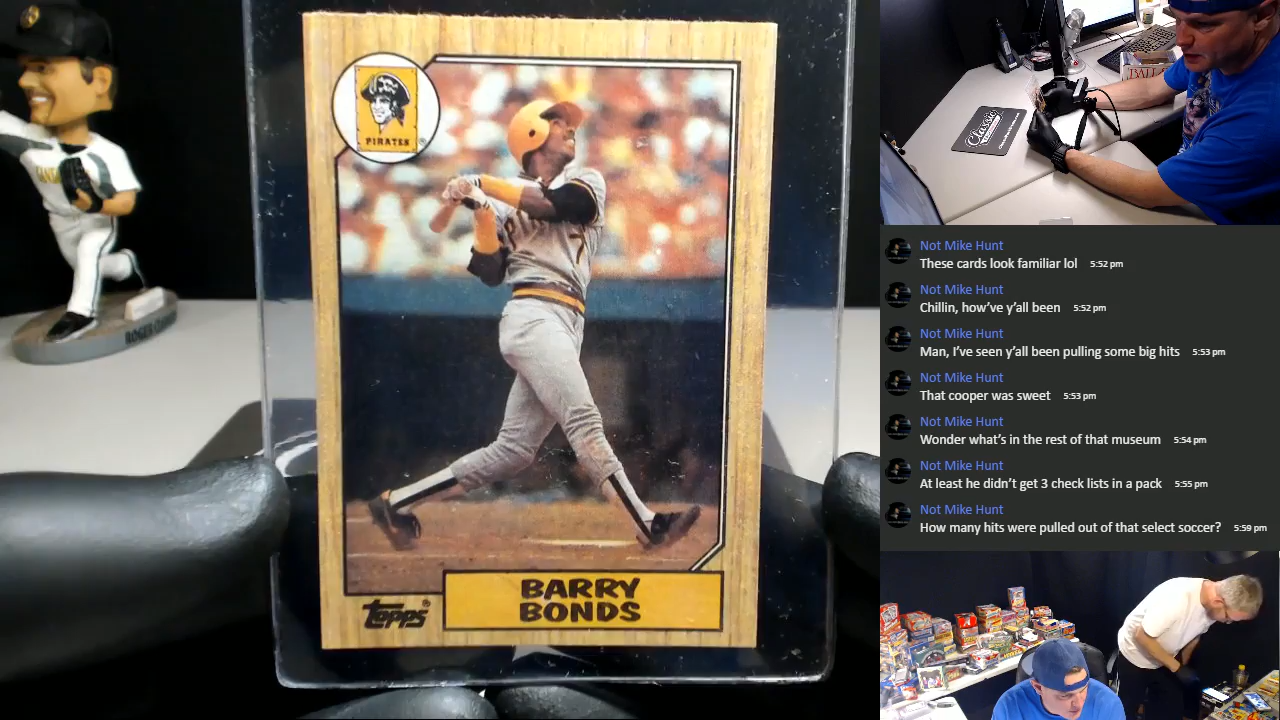 PIRATES
7
topps
BARRY
BONDS
ROGER
Classic
BALL
Not Mike Hunt
These cards look familiar lol 5:52 pm
Not Mike Hunt
Chillin, how've y'all been 5:52 pm
Not Mike Hunt
Man, I've seen y'all been pulling some big hits 5:53 pm
Not Mike Hunt
That cooper was sweet 5:53 pm
Not Mike Hunt
Wonder what's in the rest of that museum 5:54 pm
Not Mike Hunt
At least he didn't get 3 check lists in a pack 5:55 pm
Not Mike Hunt
How many hits were pulled out of that select soccer? 5:59 pm